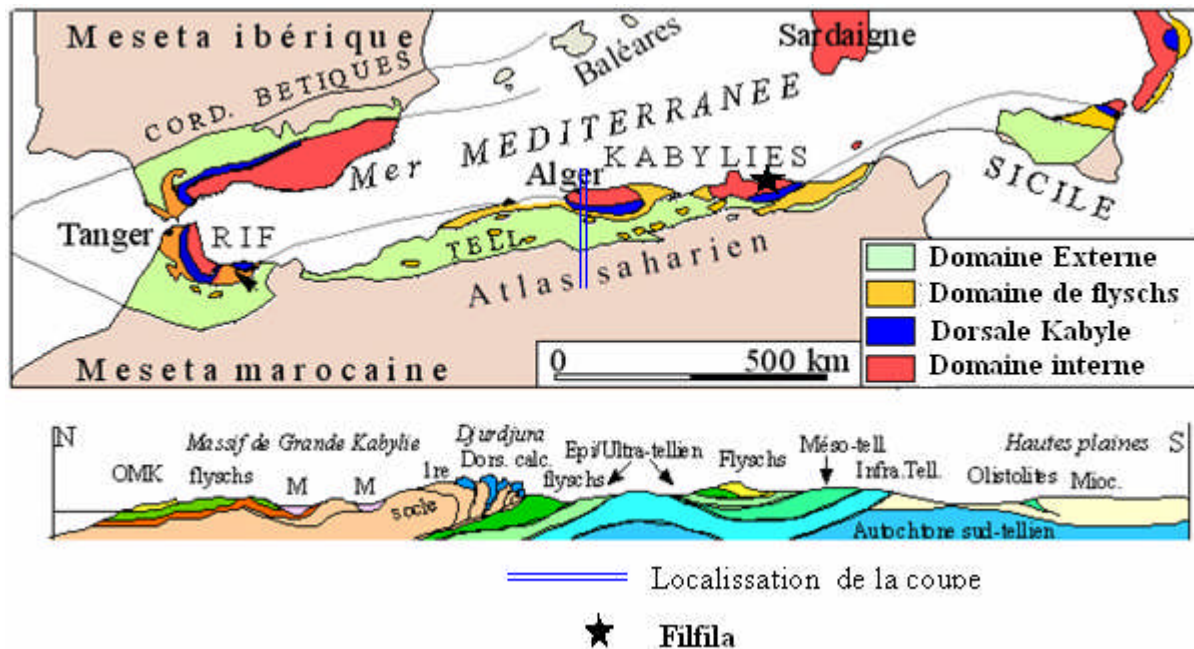 Meseta ibérique
CORD. BETIQUES
Baléares
Sardaigne
Mer MEDITERRANEE
Alger
KABYLIES
SICILE
Tanger
RIF
TELL
Atlas saharien
Meseta marocaine
0 500 km
Domaine Externe
Domaine de flyschs
Dorsale Kabyle
Domaine interne
N
S
Massif de Grande Kabylie
Djurdjura
Hautes plaines
OMK
flyschs
M
M
Ire
Dors. calc.
flyschs
Epi/Ultra-tellien
Flyschs
Méso-tell.
Infra.Tell.
Olistolites
Mioc.
socle
Autochtone sud-tellien
Localissation de la coupe
Filfila